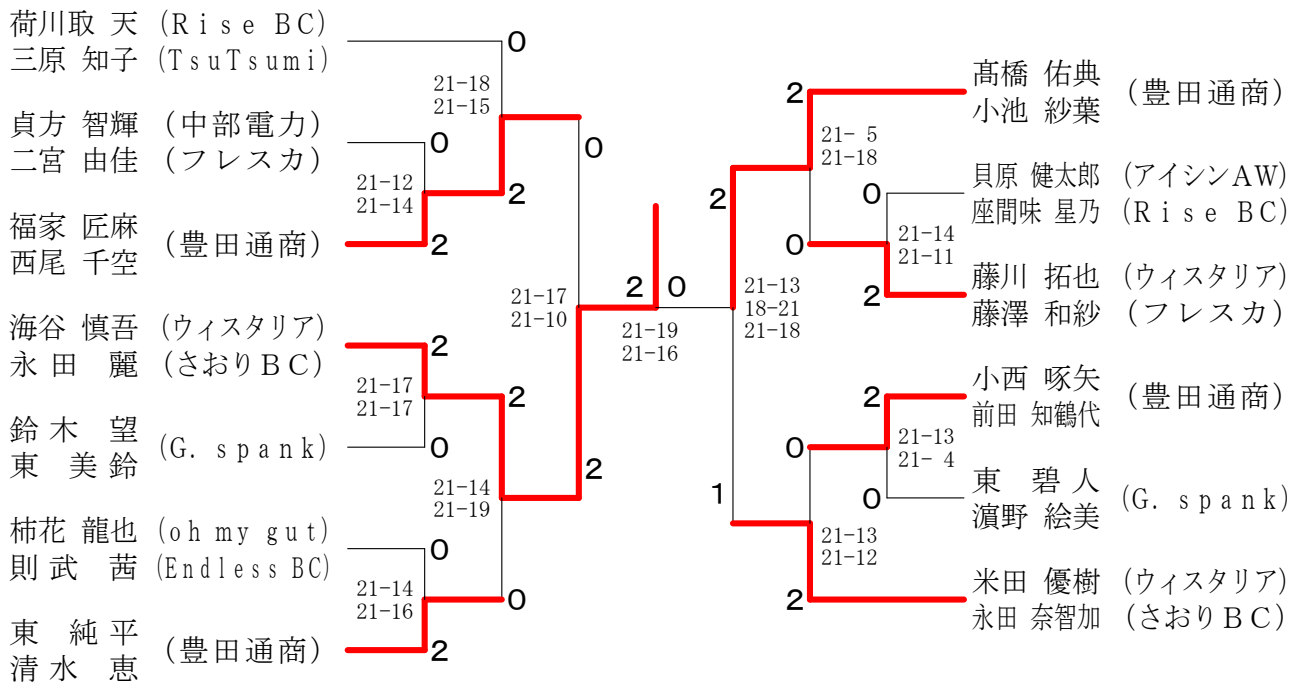 荷川取 天 (Rise BC)
三原 知子 (TsuTsumi)
貞方 智輝 (中部電力)
二宮 由佳 (フレスカ)
福家 匠麻
西尾 千空
(豊田通商)
海谷 慎吾 (ウィスタリア)
永田 麗 (さおりBC)
鈴木 望
東 美鈴
(G. spank)
柿花 龍也 (oh my gut)
則武 茜 (Endless BC)
東 純平
清水 恵
(豊田通商)
0
21-18
21-15
2
0
21-12
21-14
2
0
21-17
21-10
2
2
21-17
21-17
0
2
21-14
21-19
0
0
21-14
21-16
2
2
0
21-19
21-16
2
21-13
18-21
21-18
1
2
21- 5
21-18
0
0
21-14
21-11
2
2
21-13
21- 4
0
0
21-13
21-12
2
髙橋 佑典
小池 紗葉
(豊田通商)
貝原 健太郎 (アイシンAW)
座間味 星乃 (Rise BC)
藤川 拓也 (ウィスタリア)
藤澤 和紗 (フレスカ)
小西 啄矢
前田 知鶴代
(豊田通商)
東 碧人
濵野 絵美
(G. spank)
米田 優樹 (ウィスタリア)
永田 奈智加 (さおりBC)